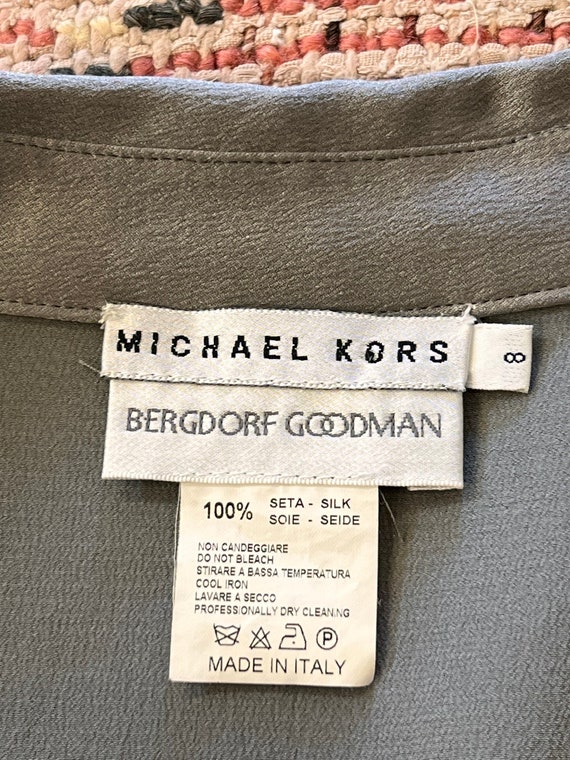 MICHAEL KORS
8
BERGDORF GOODMAN
100% SETA - SILK
SOIE - SEIDE
NON CANDEGGIARE
DO NOT BLEACH
STIRARE A BASSA TEMPERATURA
COOL IRON
LAVARE A SECCO
PROFESSIONALLY DRY CLEANING
P
MADE IN ITALY